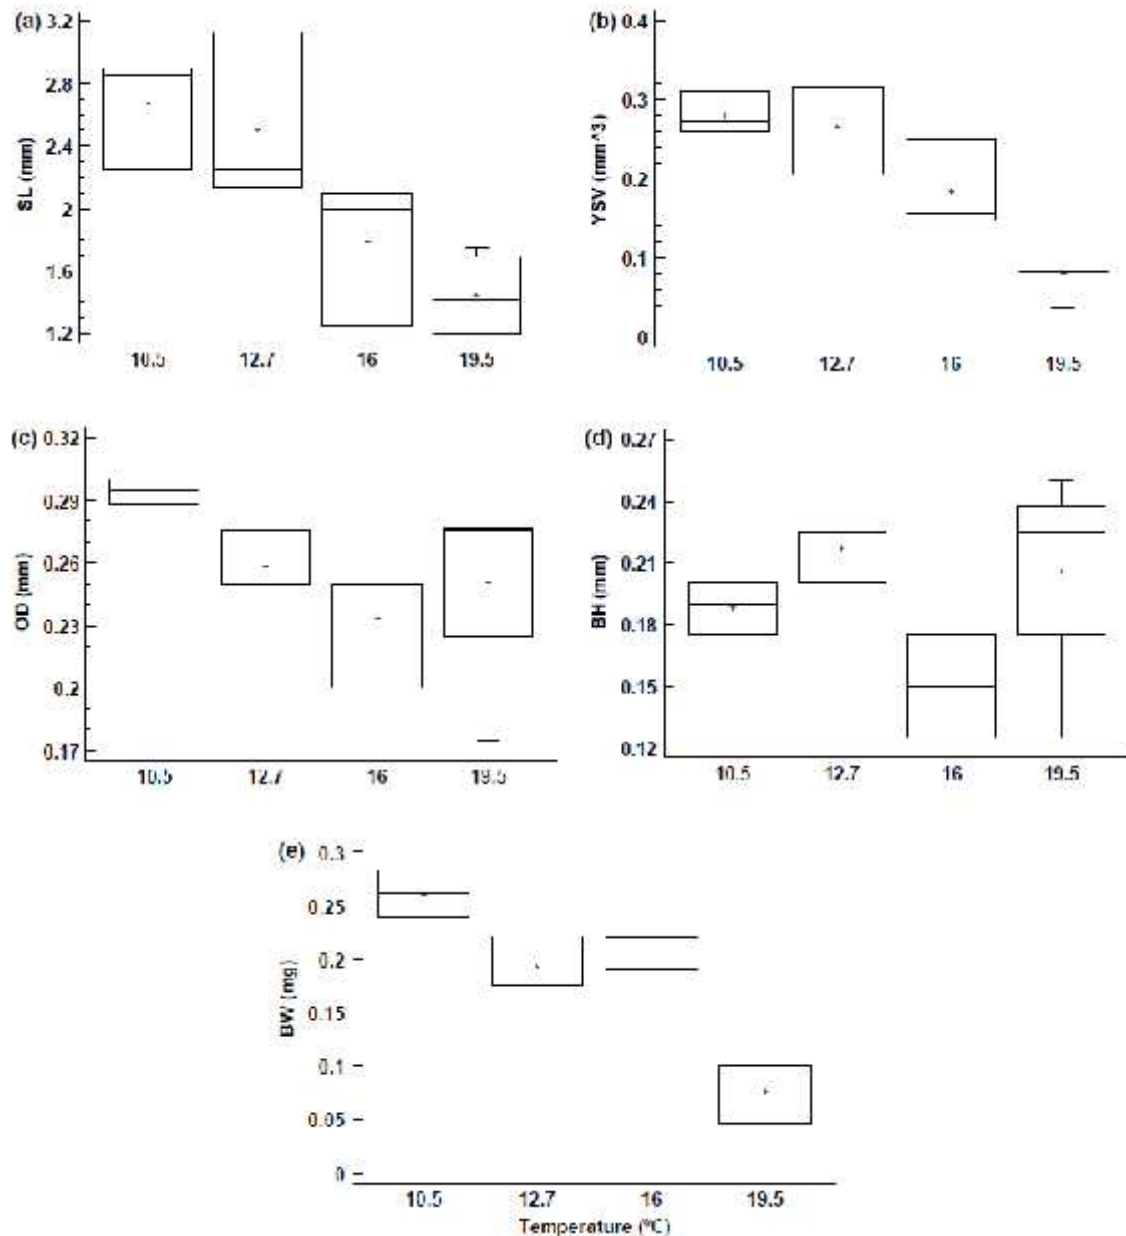 (a) 3.2
2.8
2.4
2
1.6
1.2
SL (mm)
10.5 12.7 16 19.5
(b) 0.4
0.3
0.2
0.1
0
YSV (mm^3)
10.5 12.7 16 19.5
(c) 0.32
0.29
0.26
0.23
0.2
0.17
OD (mm)
10.5 12.7 16 19.5
(d) 0.27
0.24
0.21
0.18
0.15
0.12
BH (mm)
10.5 12.7 16 19.5
(e) 0.3
0.25
0.2
0.15
0.1
0.05
0
BW (mg)
10.5 12.7 16 19.5
Temperature (ºC)